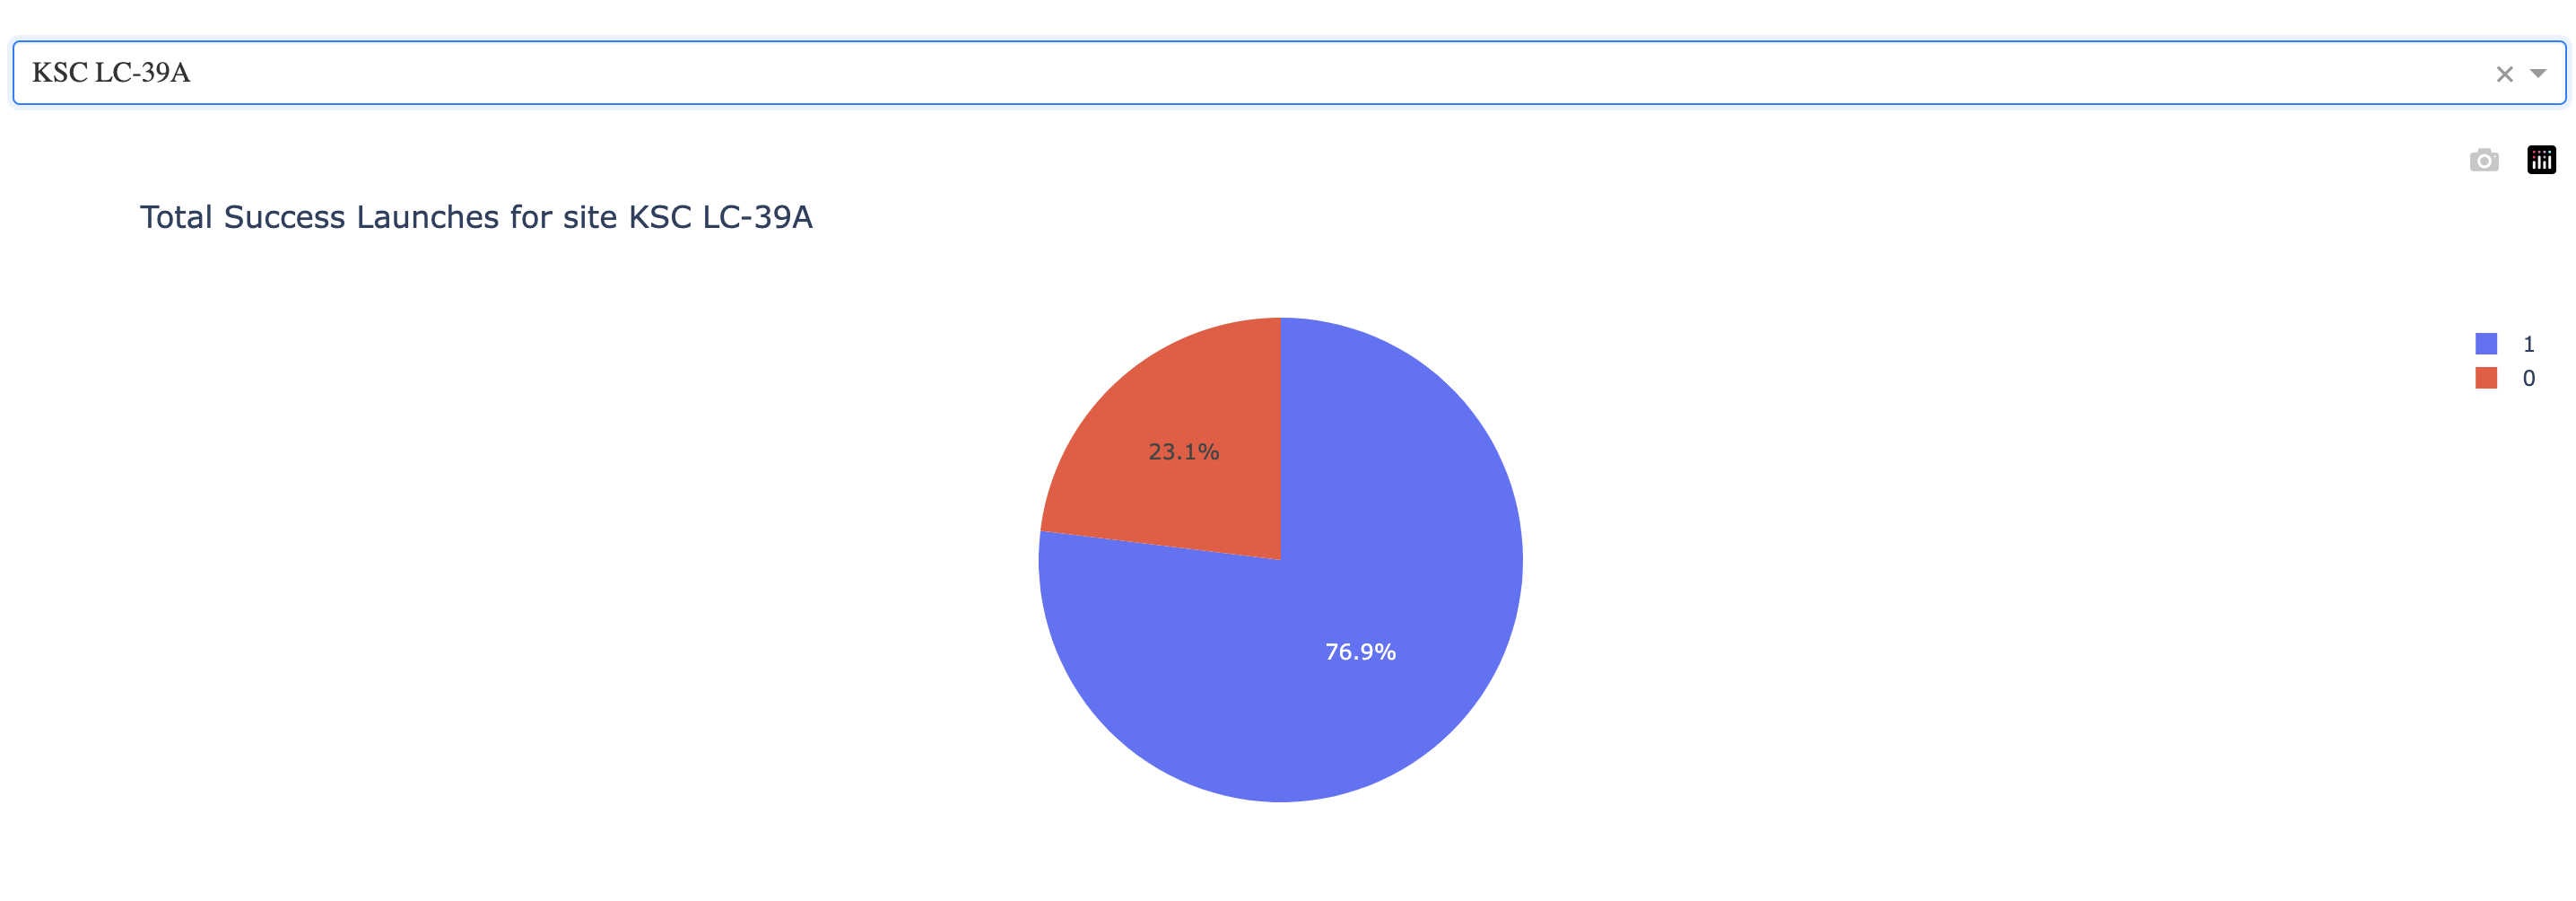 KSC LC-39A
Total Success Launches for site KSC LC-39A
1
0
23.1%
76.9%